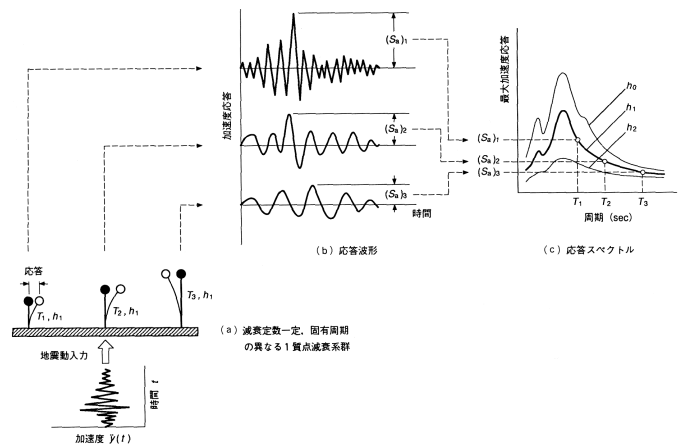 加速度応答
(Sa)1
(Sa)2
(Sa)3
時間
(b) 応答波形
最大加速度応答
h0
h1
h2
(Sa)1
(Sa)2
(Sa)3
T1
T2
T3
周期 (sec)
(c) 応答スペクトル
応答
T1, h1
T2, h1
T3, h1
(a) 減衰定数一定, 固有周期
の異なる1質点減衰系群
地震動入力
時間 t
加速度 ÿ(t)